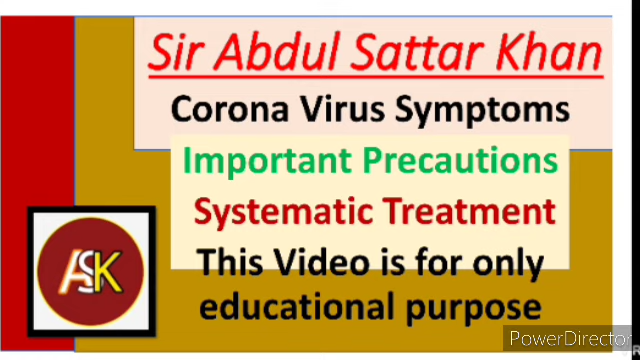 Sir Abdul Sattar Khan
Corona Virus Symptoms
Important Precautions
Systematic Treatment
This Video is for only
educational purpose
ASK
PowerDirector